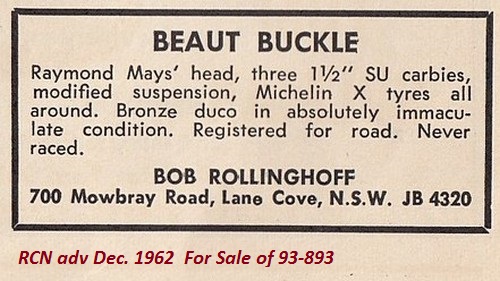 BEAUT BUCKLE
Raymond Mays' head, three 1½" SU carbies,
modified suspension, Michelin X tyres all
around. Bronze duco in absolutely immacu-
late condition. Registered for road. Never
raced.
BOB ROLLINGHOFF
700 Mowbray Road, Lane Cove, N.S.W. JB 4320
RCN adv Dec. 1962 For Sale of 93-893